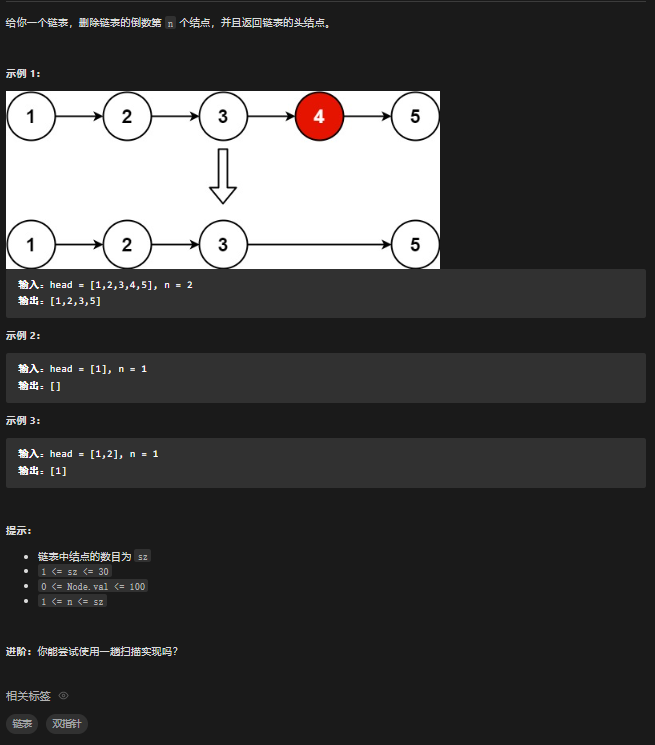 给你一个链表，删除链表的倒数第 n 个结点，并且返回链表的头结点。
示例 1：
1 2 3 4 5
1 2 3 5
输入：head = [1,2,3,4,5], n = 2
输出：[1,2,3,5]
示例 2：
输入：head = [1], n = 1
输出：[]
示例 3：
输入：head = [1,2], n = 1
输出：[1]
提示：
链表中结点的数目为 sz
1 <= sz <= 30
0 <= Node.val <= 100
1 <= n <= sz
进阶：你能尝试使用一趟扫描实现吗？
相关标签
链表 双指针